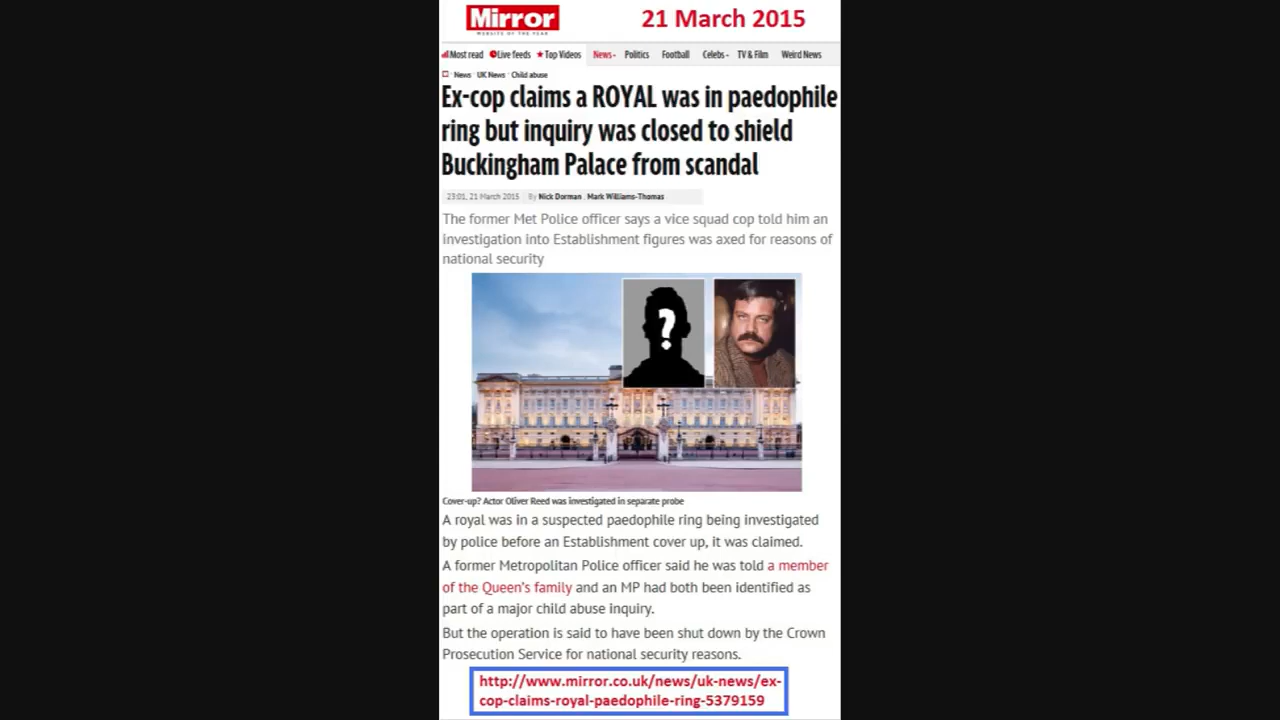 Mirror
WEBSITE OF THE YEAR
21 March 2015
Most read Live feeds Top Videos News Politics Football Celebs TV & Film Weird News
News UK News Child abuse
Ex-cop claims a ROYAL was in paedophile
ring but inquiry was closed to shield
Buckingham Palace from scandal
23:01, 21 March 2015 By Nick Dorman , Mark Williams-Thomas
The former Met Police officer says a vice squad cop told him an
investigation into Establishment figures was axed for reasons of
national security
?
Cover-up? Actor Oliver Reed was investigated in separate probe
A royal was in a suspected paedophile ring being investigated
by police before an Establishment cover up, it was claimed.
A former Metropolitan Police officer said he was told a member
of the Queen's family and an MP had both been identified as
part of a major child abuse inquiry.
But the operation is said to have been shut down by the Crown
Prosecution Service for national security reasons.
http://www.mirror.co.uk/news/uk-news/ex-
cop-claims-royal-paedophile-ring-5379159